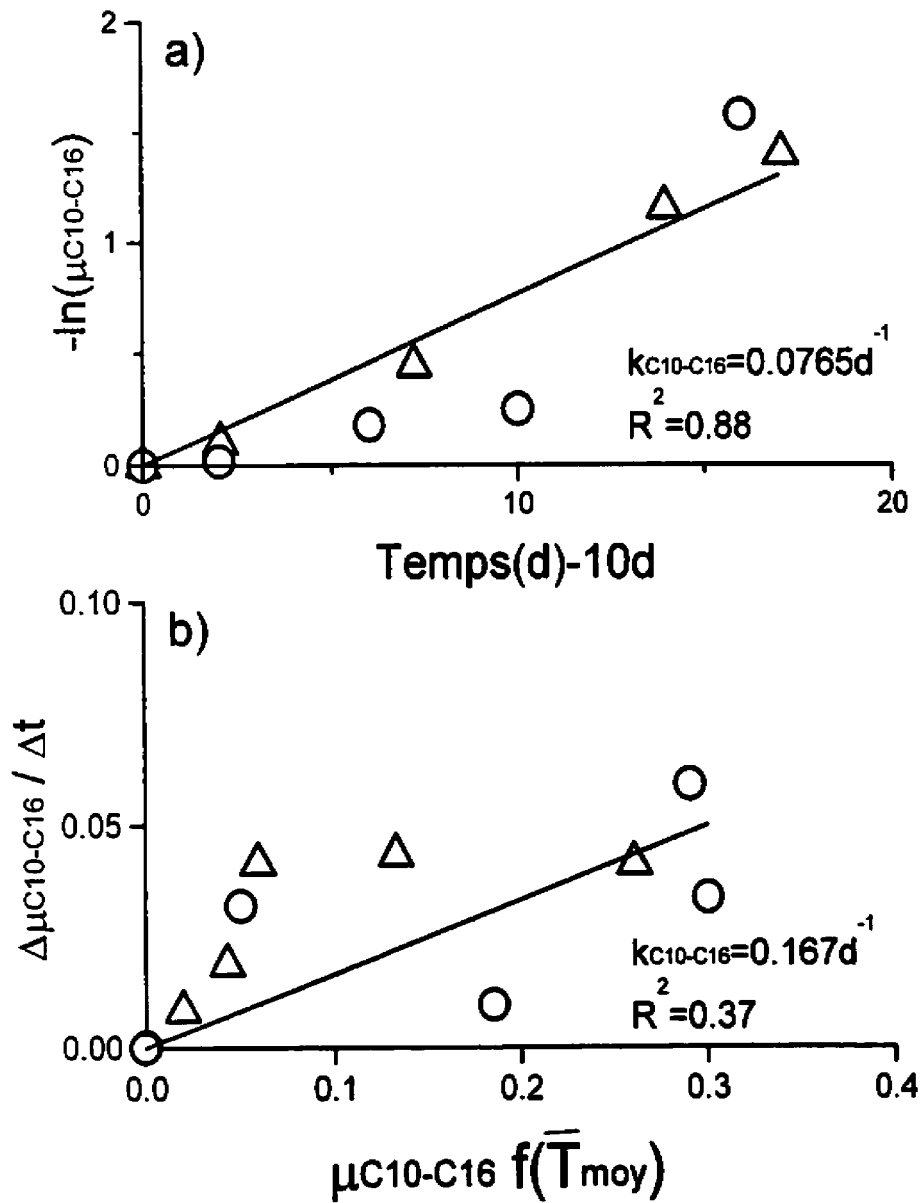 a)
-ln(μC10-C16)
2
1
0
0
10
20
kC10-C16=0.0765d⁻¹
R²=0.88
Temps(d)-10d
b)
ΔμC10-C16 / Δt
0.10
0.05
0.00
0.0
0.1
0.2
0.3
0.4
kC10-C16=0.167d⁻¹
R²=0.37
μC10-C16 f(T̅moy)